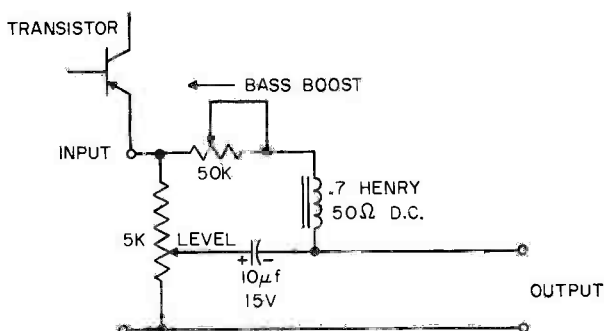 TRANSISTOR
BASS BOOST
INPUT
50K
.7 HENRY
50Ω D.C.
5K
LEVEL
+ -
10µf
15V
OUTPUT